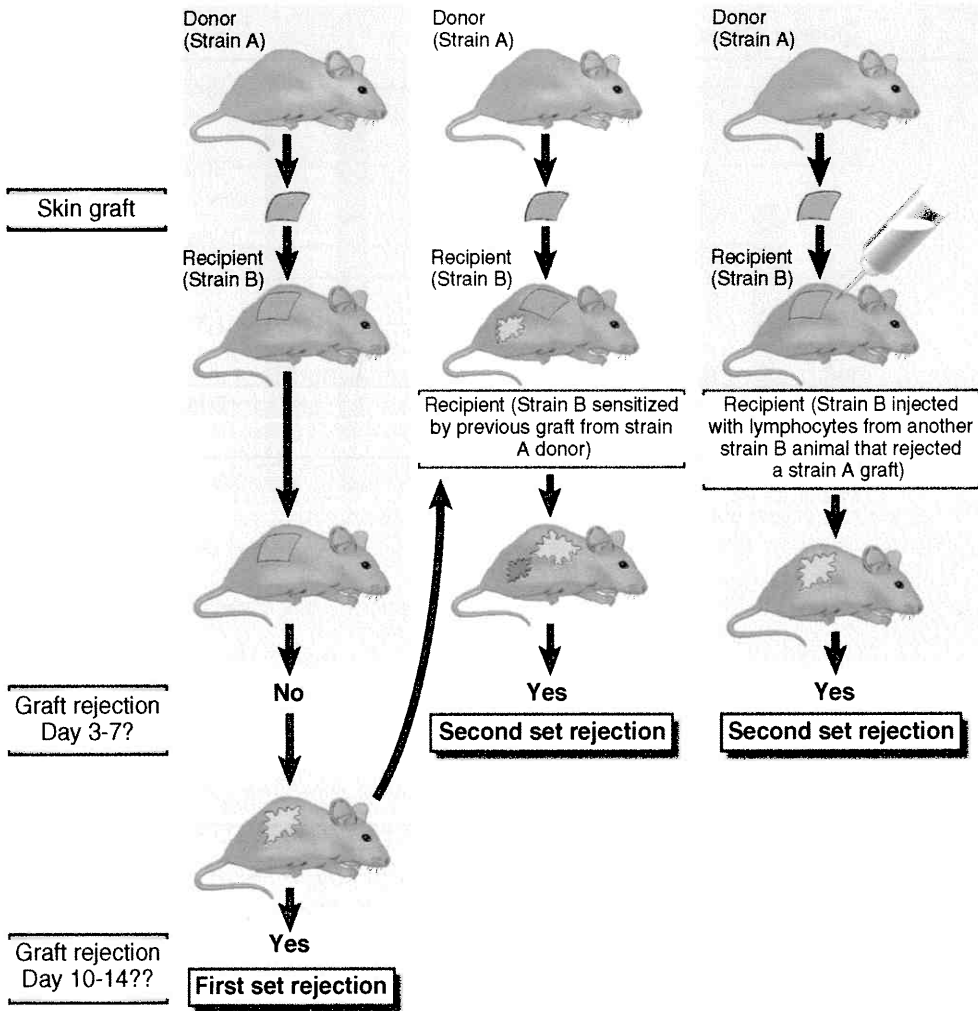 Donor
(Strain A)
Donor
(Strain A)
Donor
(Strain A)
Skin graft
Recipient
(Strain B)
Recipient
(Strain B)
Recipient
(Strain B)
Recipient (Strain B sensitized
by previous graft from strain
A donor)
Recipient (Strain B injected
with lymphocytes from another
strain B animal that rejected
a strain A graft)
Graft rejection
Day 3-7?
No
Yes
Second set rejection
Yes
Second set rejection
Graft rejection
Day 10-14??
Yes
First set rejection